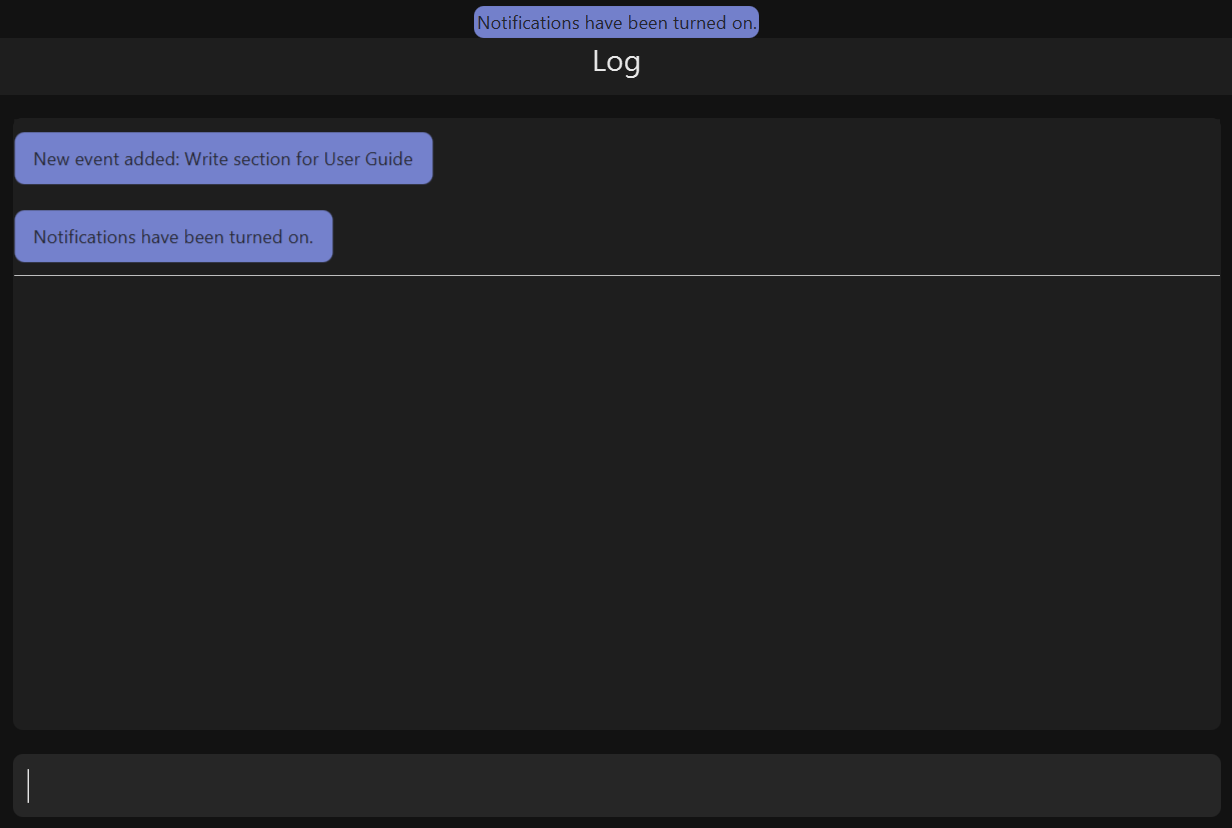 Notifications have been turned on.
Log
New event added: Write section for User Guide
Notifications have been turned on.